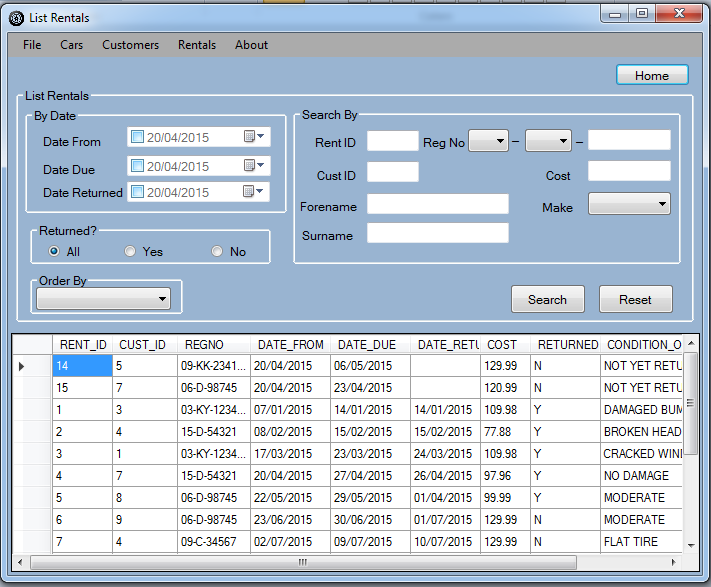 List Rentals
File Cars Customers Rentals About
Home
List Rentals
By Date
Date From 20/04/2015
Date Due 20/04/2015
Date Returned 20/04/2015
Search By
Rent ID Reg No – –
Cust ID Cost
Forename Make
Surname
Returned?
All Yes No
Order By
Search Reset
RENT_ID CUST_ID REGNO DATE_FROM DATE_DUE DATE_RETU COST RETURNED CONDITION_O
14 5 09-KK-2341... 20/04/2015 06/05/2015 129.99 N NOT YET RETU
15 7 06-D-98745 20/04/2015 23/04/2015 120.99 N NOT YET RETU
1 3 03-KY-1234... 07/01/2015 14/01/2015 14/01/2015 109.98 Y DAMAGED BUM
2 4 15-D-54321 08/02/2015 15/02/2015 15/02/2015 77.88 Y BROKEN HEAD
3 1 03-KY-1234... 17/03/2015 23/03/2015 24/03/2015 109.98 Y CRACKED WIN
4 7 15-D-54321 20/04/2015 27/04/2015 26/04/2015 97.96 Y NO DAMAGE
5 8 06-D-98745 22/05/2015 29/05/2015 01/04/2015 99.99 Y MODERATE
6 9 06-D-98745 23/06/2015 30/06/2015 01/07/2015 129.99 N MODERATE
7 4 09-C-34567 02/07/2015 09/07/2015 10/07/2015 129.99 N FLAT TIRE